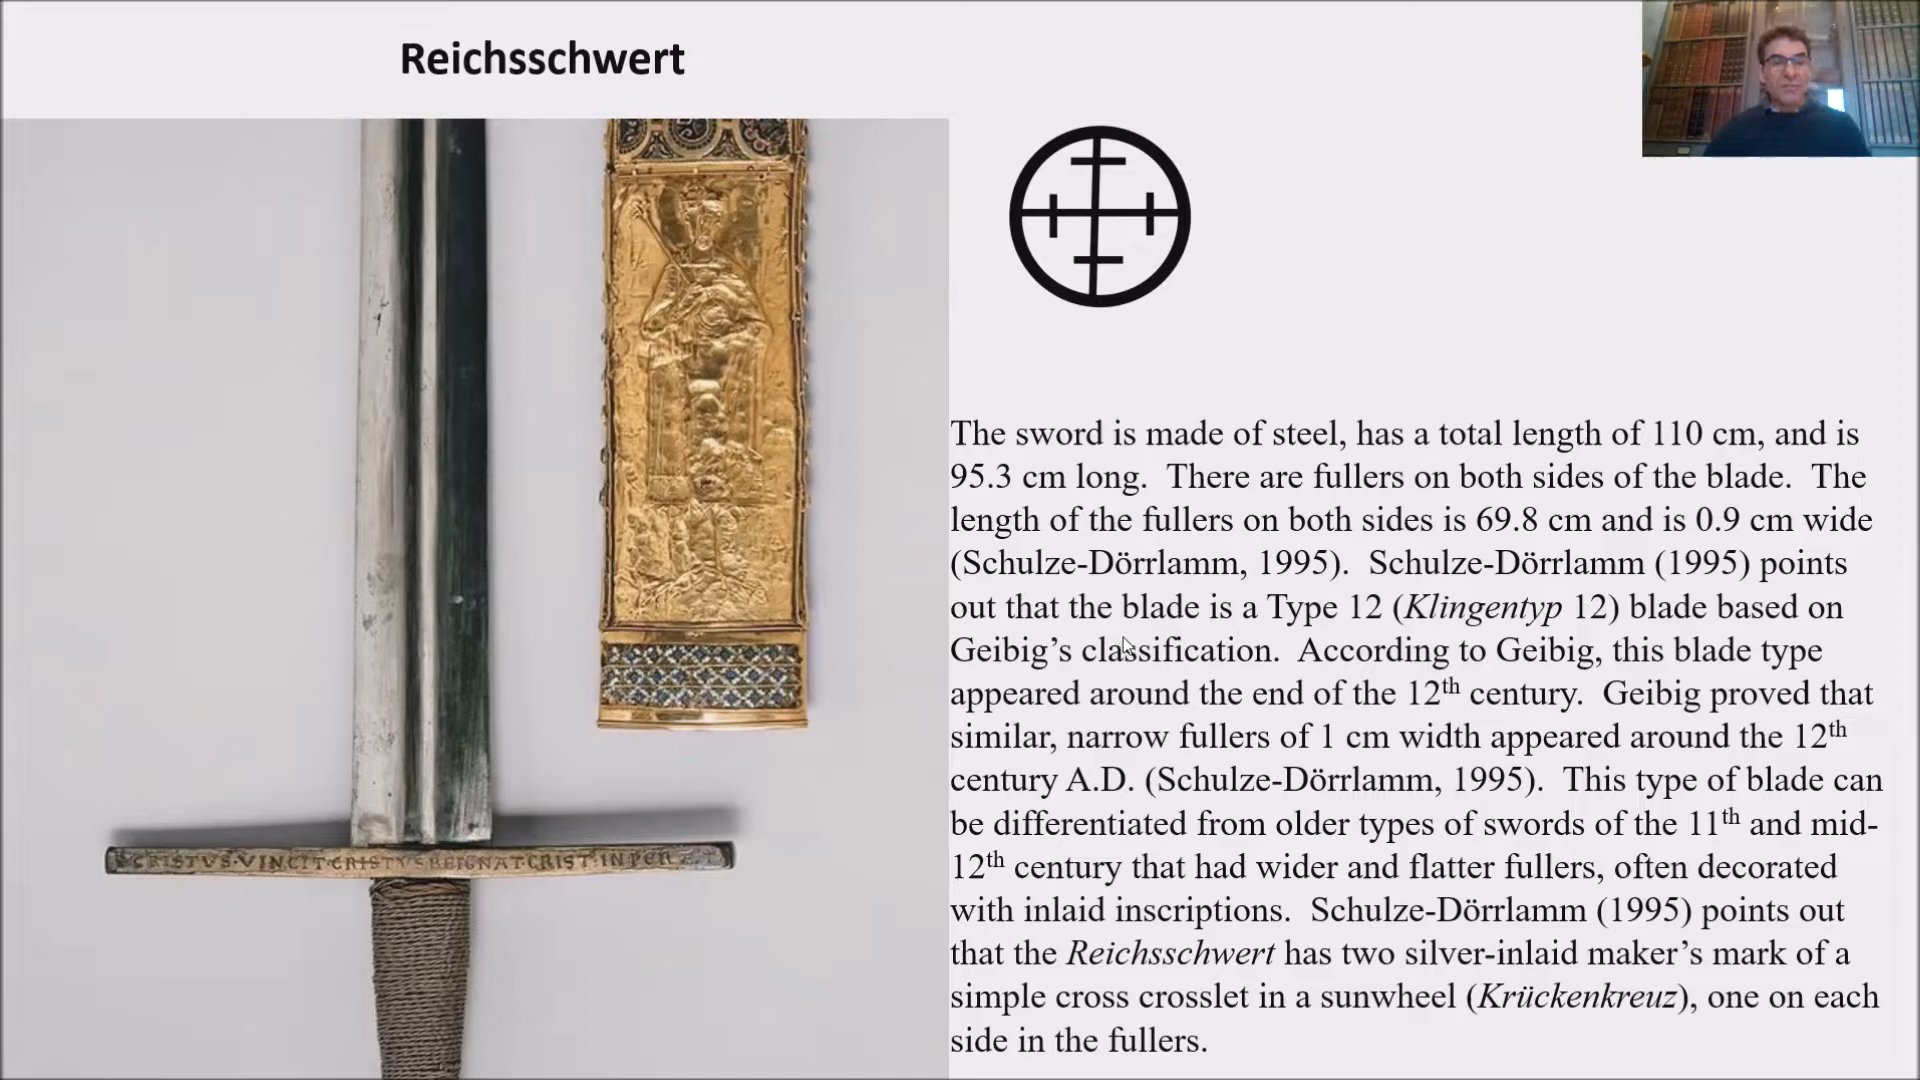 Reichsschwert
The sword is made of steel, has a total length of 110 cm, and is
95.3 cm long. There are fullers on both sides of the blade. The
length of the fullers on both sides is 69.8 cm and is 0.9 cm wide
(Schulze-Dörrlamm, 1995). Schulze-Dörrlamm (1995) points
out that the blade is a Type 12 (Klingentyp 12) blade based on
Geibig’s classification. According to Geibig, this blade type
appeared around the end of the 12th century. Geibig proved that
similar, narrow fullers of 1 cm width appeared around the 12th
century A.D. (Schulze-Dörrlamm, 1995). This type of blade can
be differentiated from older types of swords of the 11th and mid-
12th century that had wider and flatter fullers, often decorated
with inlaid inscriptions. Schulze-Dörrlamm (1995) points out
that the Reichsschwert has two silver-inlaid maker’s mark of a
simple cross crosslet in a sunwheel (Krückenkreuz), one on each
side in the fullers.
CRISTVS·VINCIT·CRISTVS·REIGNAT·CRIST·INPERAT